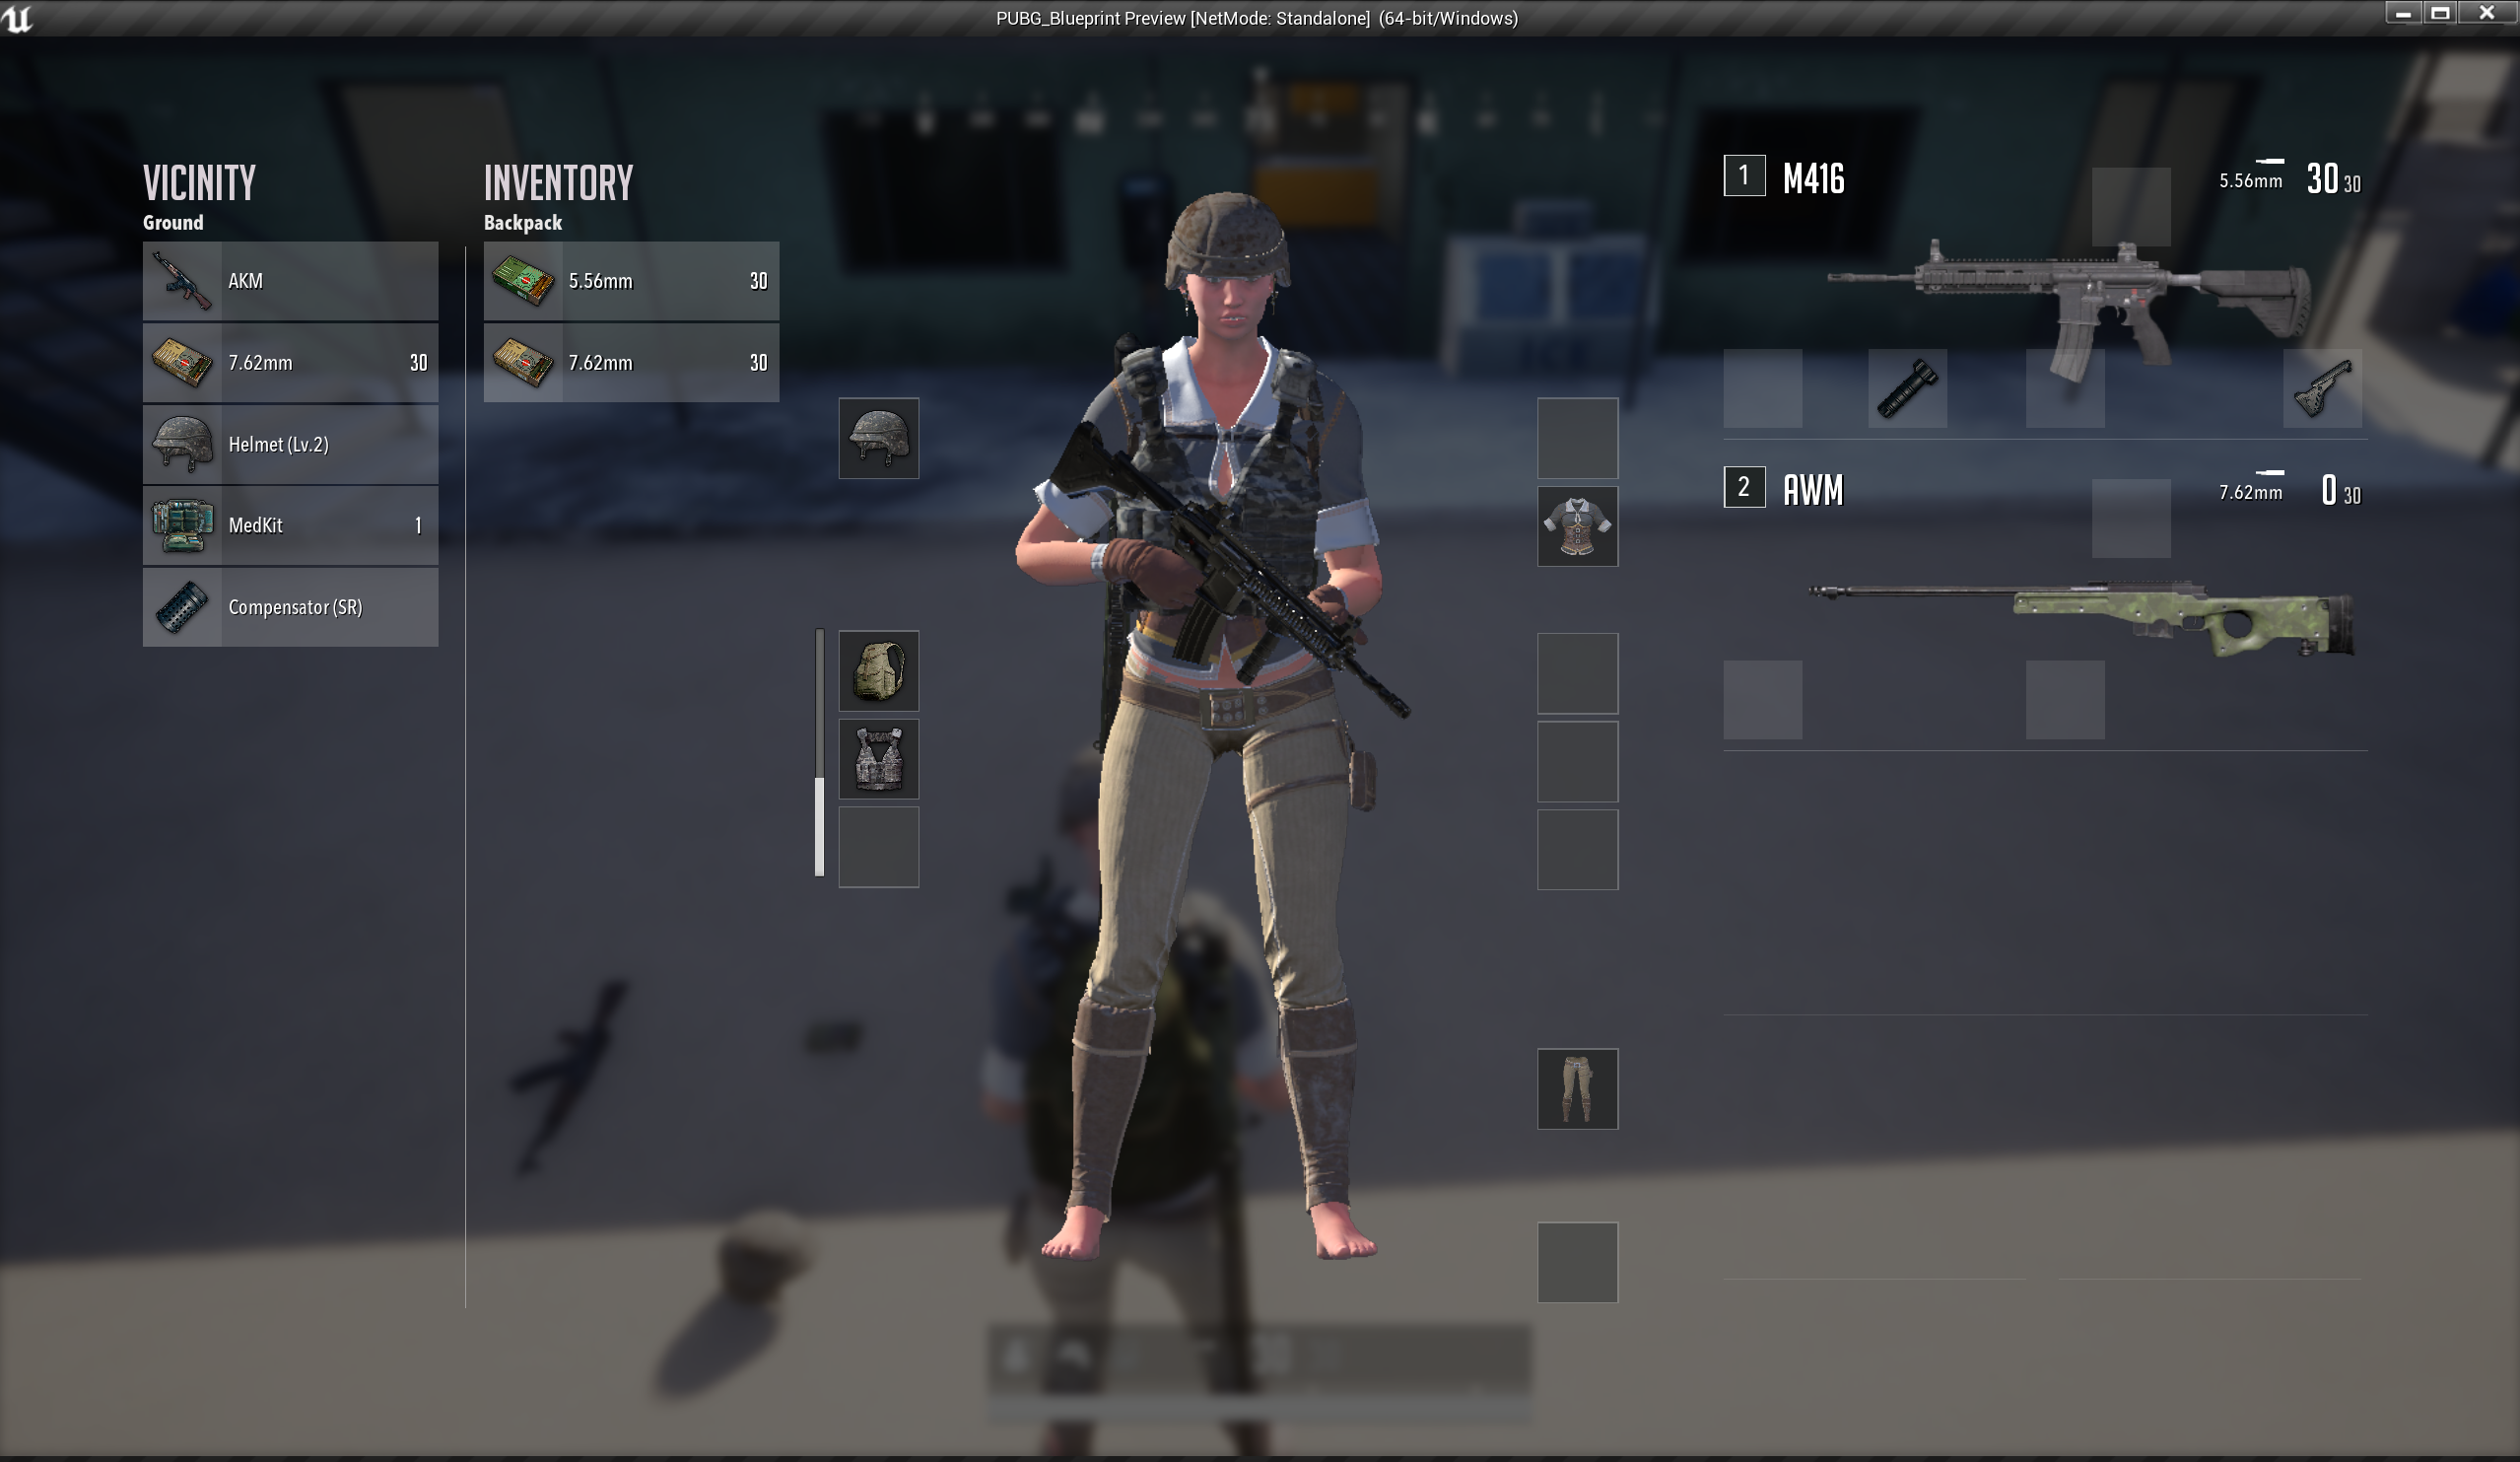 PUBG_Blueprint Preview [NetMode: Standalone] (64-bit/Windows)
VICINITY
Ground
AKM
7.62mm 30
Helmet (Lv.2)
MedKit 1
Compensator (SR)
INVENTORY
Backpack
5.56mm 30
7.62mm 30
1 M416 5.56mm 30 30
2 AWM 7.62mm 0 30